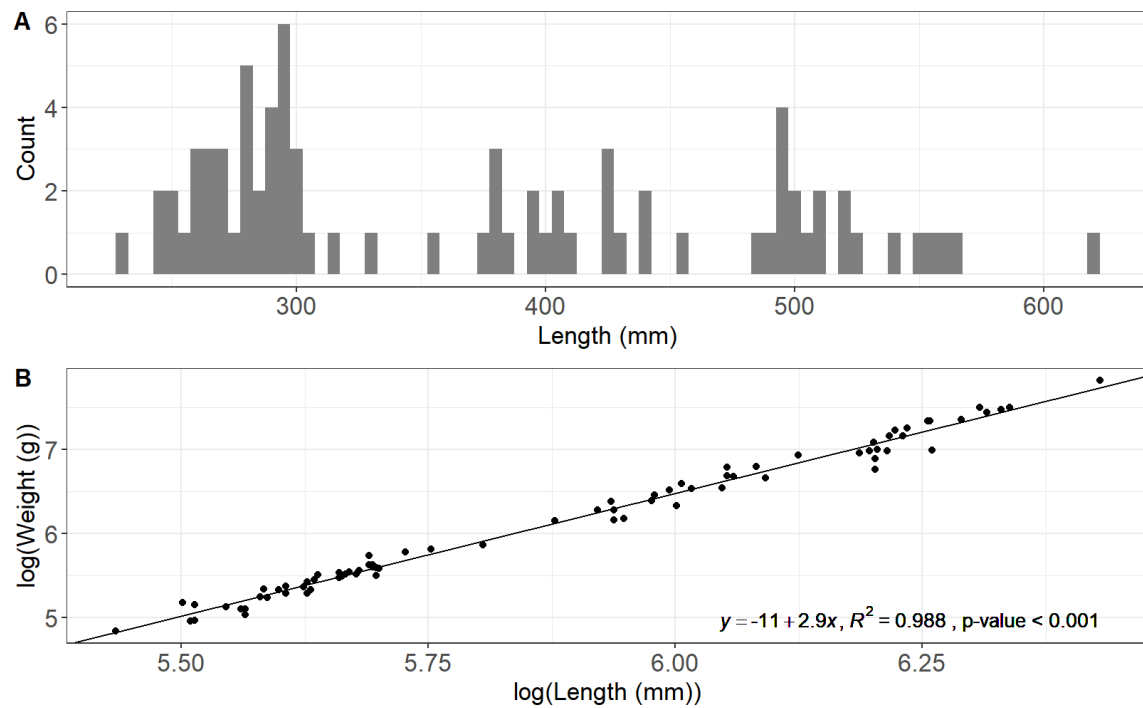 A
6
4
2
0
Count
300
400
500
600
Length (mm)
B
7
6
5
log(Weight (g))
y = -11 + 2.9x, R² = 0.988 , p-value < 0.001
5.50
5.75
6.00
6.25
log(Length (mm))